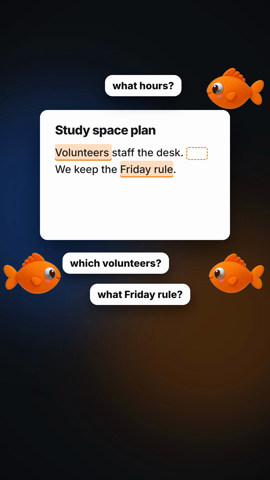 what hours?
Study space plan
Volunteers staff the desk.
We keep the Friday rule.
which volunteers?
what Friday rule?